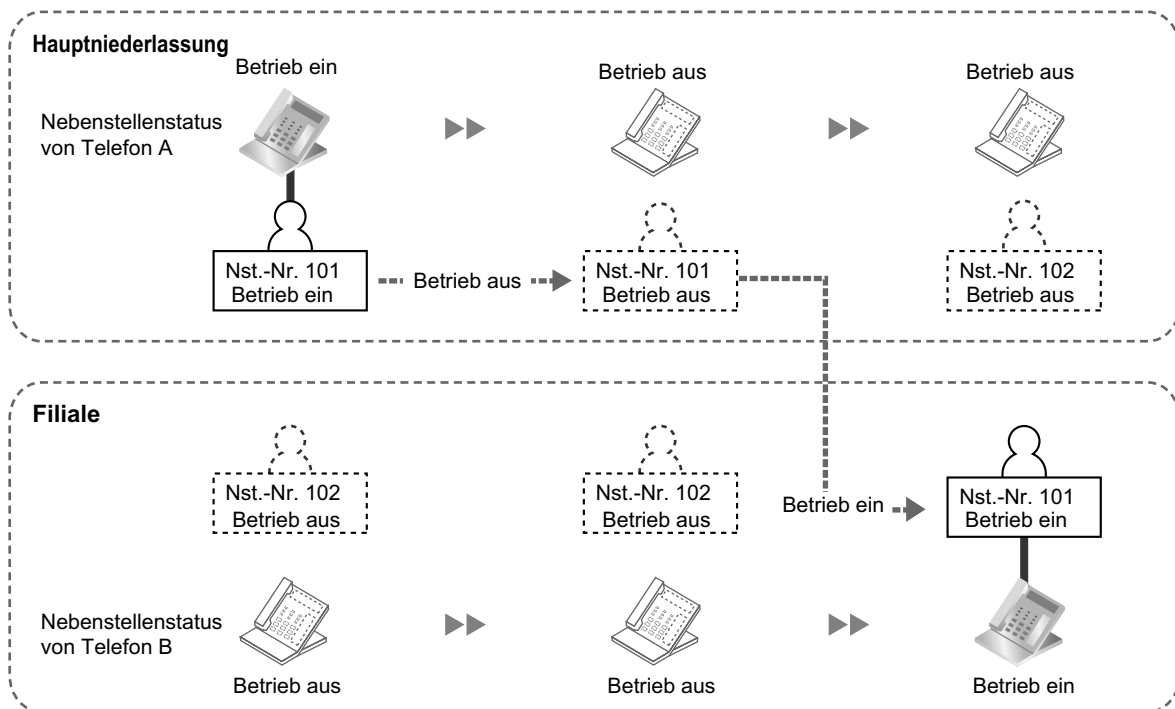 Hauptniederlassung
Betrieb ein
Betrieb aus
Betrieb aus
Nebenstellenstatus
von Telefon A
Nst.-Nr. 101
Betrieb ein
Betrieb aus
Nst.-Nr. 101
Betrieb aus
Nst.-Nr. 102
Betrieb aus
Filiale
Nst.-Nr. 102
Betrieb aus
Nst.-Nr. 102
Betrieb aus
Betrieb ein
Nst.-Nr. 101
Betrieb ein
Nebenstellenstatus
von Telefon B
Betrieb aus
Betrieb aus
Betrieb ein